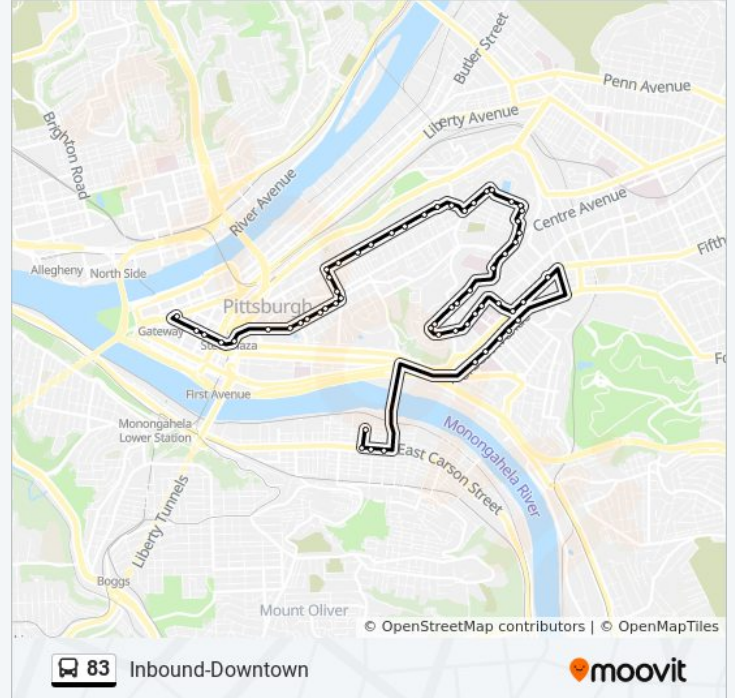 Butler Street
Penn Avenue
Liberty Avenue
Brighton Road
River Avenue
Centre Avenue
Fifth
Allegheny
North Side
Pittsburgh
Gateway
First Avenue
Monongahela
Lower Station
Monongahela River
East Carson Street
Liberty Tunnels
Boggs
Mount Oliver
© OpenStreetMap contributors | © OpenMapTiles
83 Inbound-Downtown
moovit